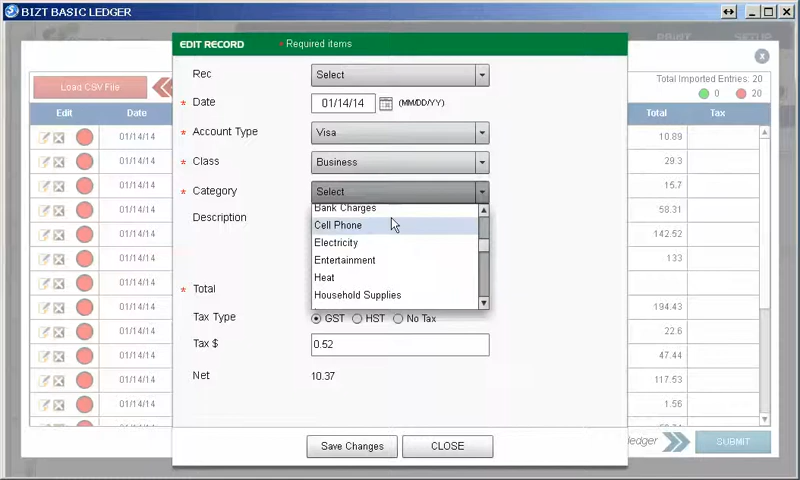 BIZT BASIC LEDGER
EDIT RECORD
* Required items
Rec Select
* Date 01/14/14 (MM/DD/YY)
* Account Type Visa
* Class Business
* Category Select
Bank Charges
Cell Phone
Electricity
Entertainment
Heat
Household Supplies
Description
* Total
Tax Type GST HST No Tax
Tax $ 0.52
Net 10.37
Save Changes CLOSE
PRINT SETUP
Load CSV File
Total Imported Entries: 20
0 20
Edit Date Total Tax
01/14/14 10.89
01/14/14 29.3
01/14/14 15.7
01/14/14 58.31
01/14/14 142.52
01/14/14 133
01/14/14
01/14/14 194.43
01/14/14 22.6
01/14/14 47.44
01/14/14 117.53
01/14/14 1.56
ledger SUBMIT